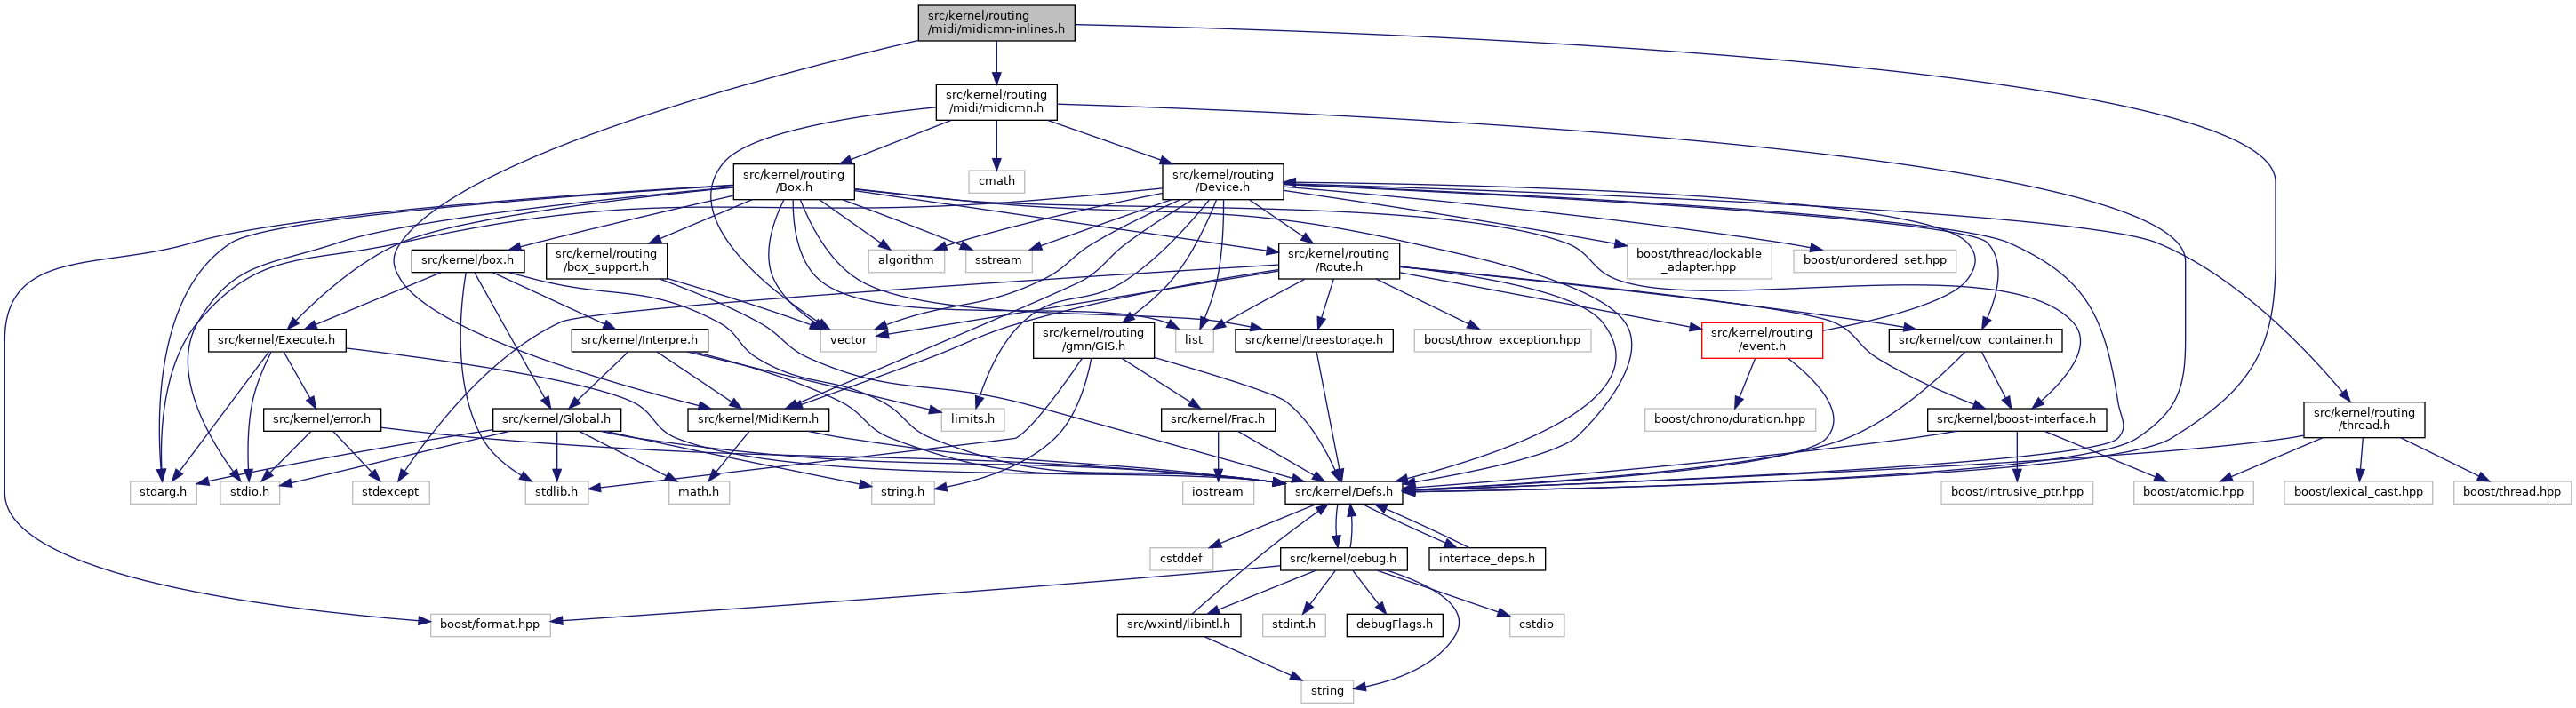 src/kernel/routing
/midi/midicmn-inlines.h
src/kernel/routing
/midi/midicmn.h
src/kernel/routing
/Box.h
cmath
src/kernel/routing
/Device.h
src/kernel/box.h
src/kernel/routing
/box_support.h
algorithm
sstream
src/kernel/routing
/Route.h
boost/thread/lockable
_adapter.hpp
boost/unordered_set.hpp
src/kernel/Execute.h
src/kernel/Interpre.h
vector
src/kernel/routing
/gmn/GIS.h
list
src/kernel/treestorage.h
boost/throw_exception.hpp
src/kernel/routing
/event.h
src/kernel/cow_container.h
src/kernel/error.h
src/kernel/Global.h
src/kernel/MidiKern.h
limits.h
src/kernel/Frac.h
boost/chrono/duration.hpp
src/kernel/boost-interface.h
src/kernel/routing
/thread.h
stdarg.h
stdio.h
stdexcept
stdlib.h
math.h
string.h
iostream
src/kernel/Defs.h
boost/intrusive_ptr.hpp
boost/atomic.hpp
boost/lexical_cast.hpp
boost/thread.hpp
cstddef
src/kernel/debug.h
interface_deps.h
boost/format.hpp
src/wxintl/libintl.h
stdint.h
debugFlags.h
cstdio
string